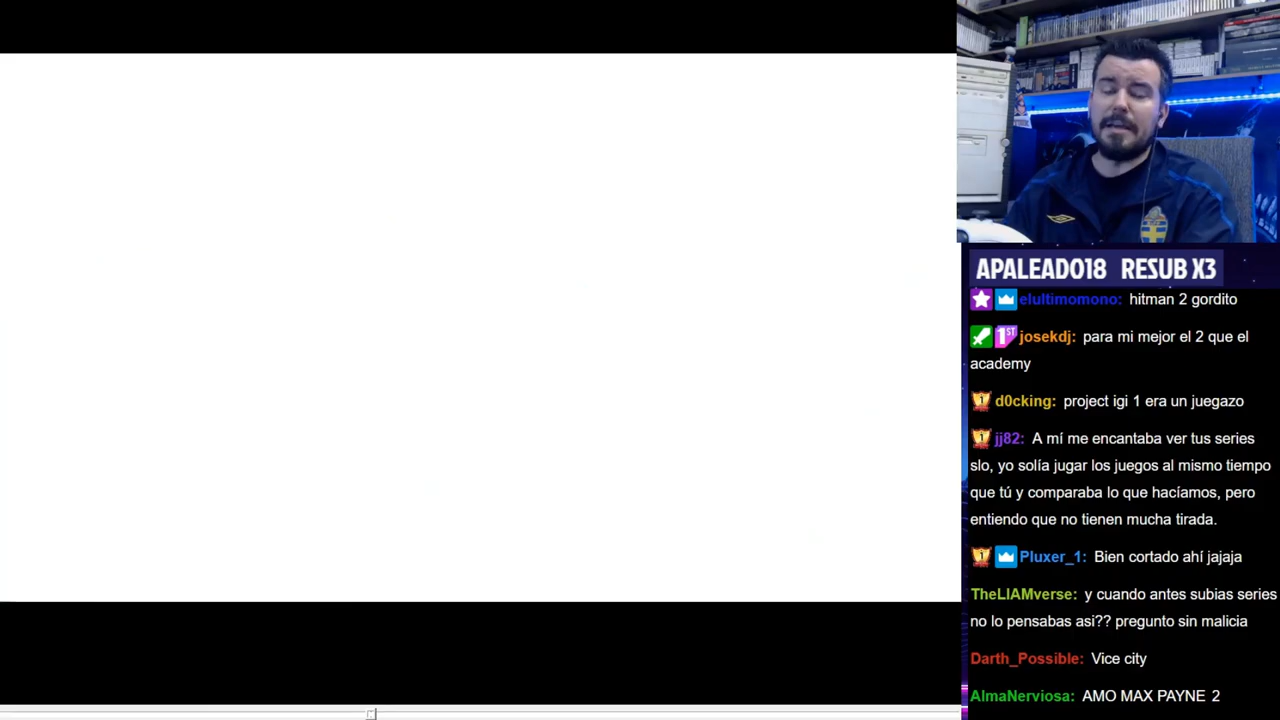 APALEADO18 RESUB X3
elultimomono: hitman 2 gordito
1ST josekdj: para mi mejor el 2 que el
academy
d0cking: project igi 1 era un juegazo
jj82: A mí me encantaba ver tus series
slo, yo solía jugar los juegos al mismo tiempo
que tú y comparaba lo que hacíamos, pero
entiendo que no tienen mucha tirada.
Pluxer_1: Bien cortado ahí jajaja
TheLIAMverse: y cuando antes subias series
no lo pensabas asi?? pregunto sin malicia
Darth_Possible: Vice city
AlmaNerviosa: AMO MAX PAYNE 2